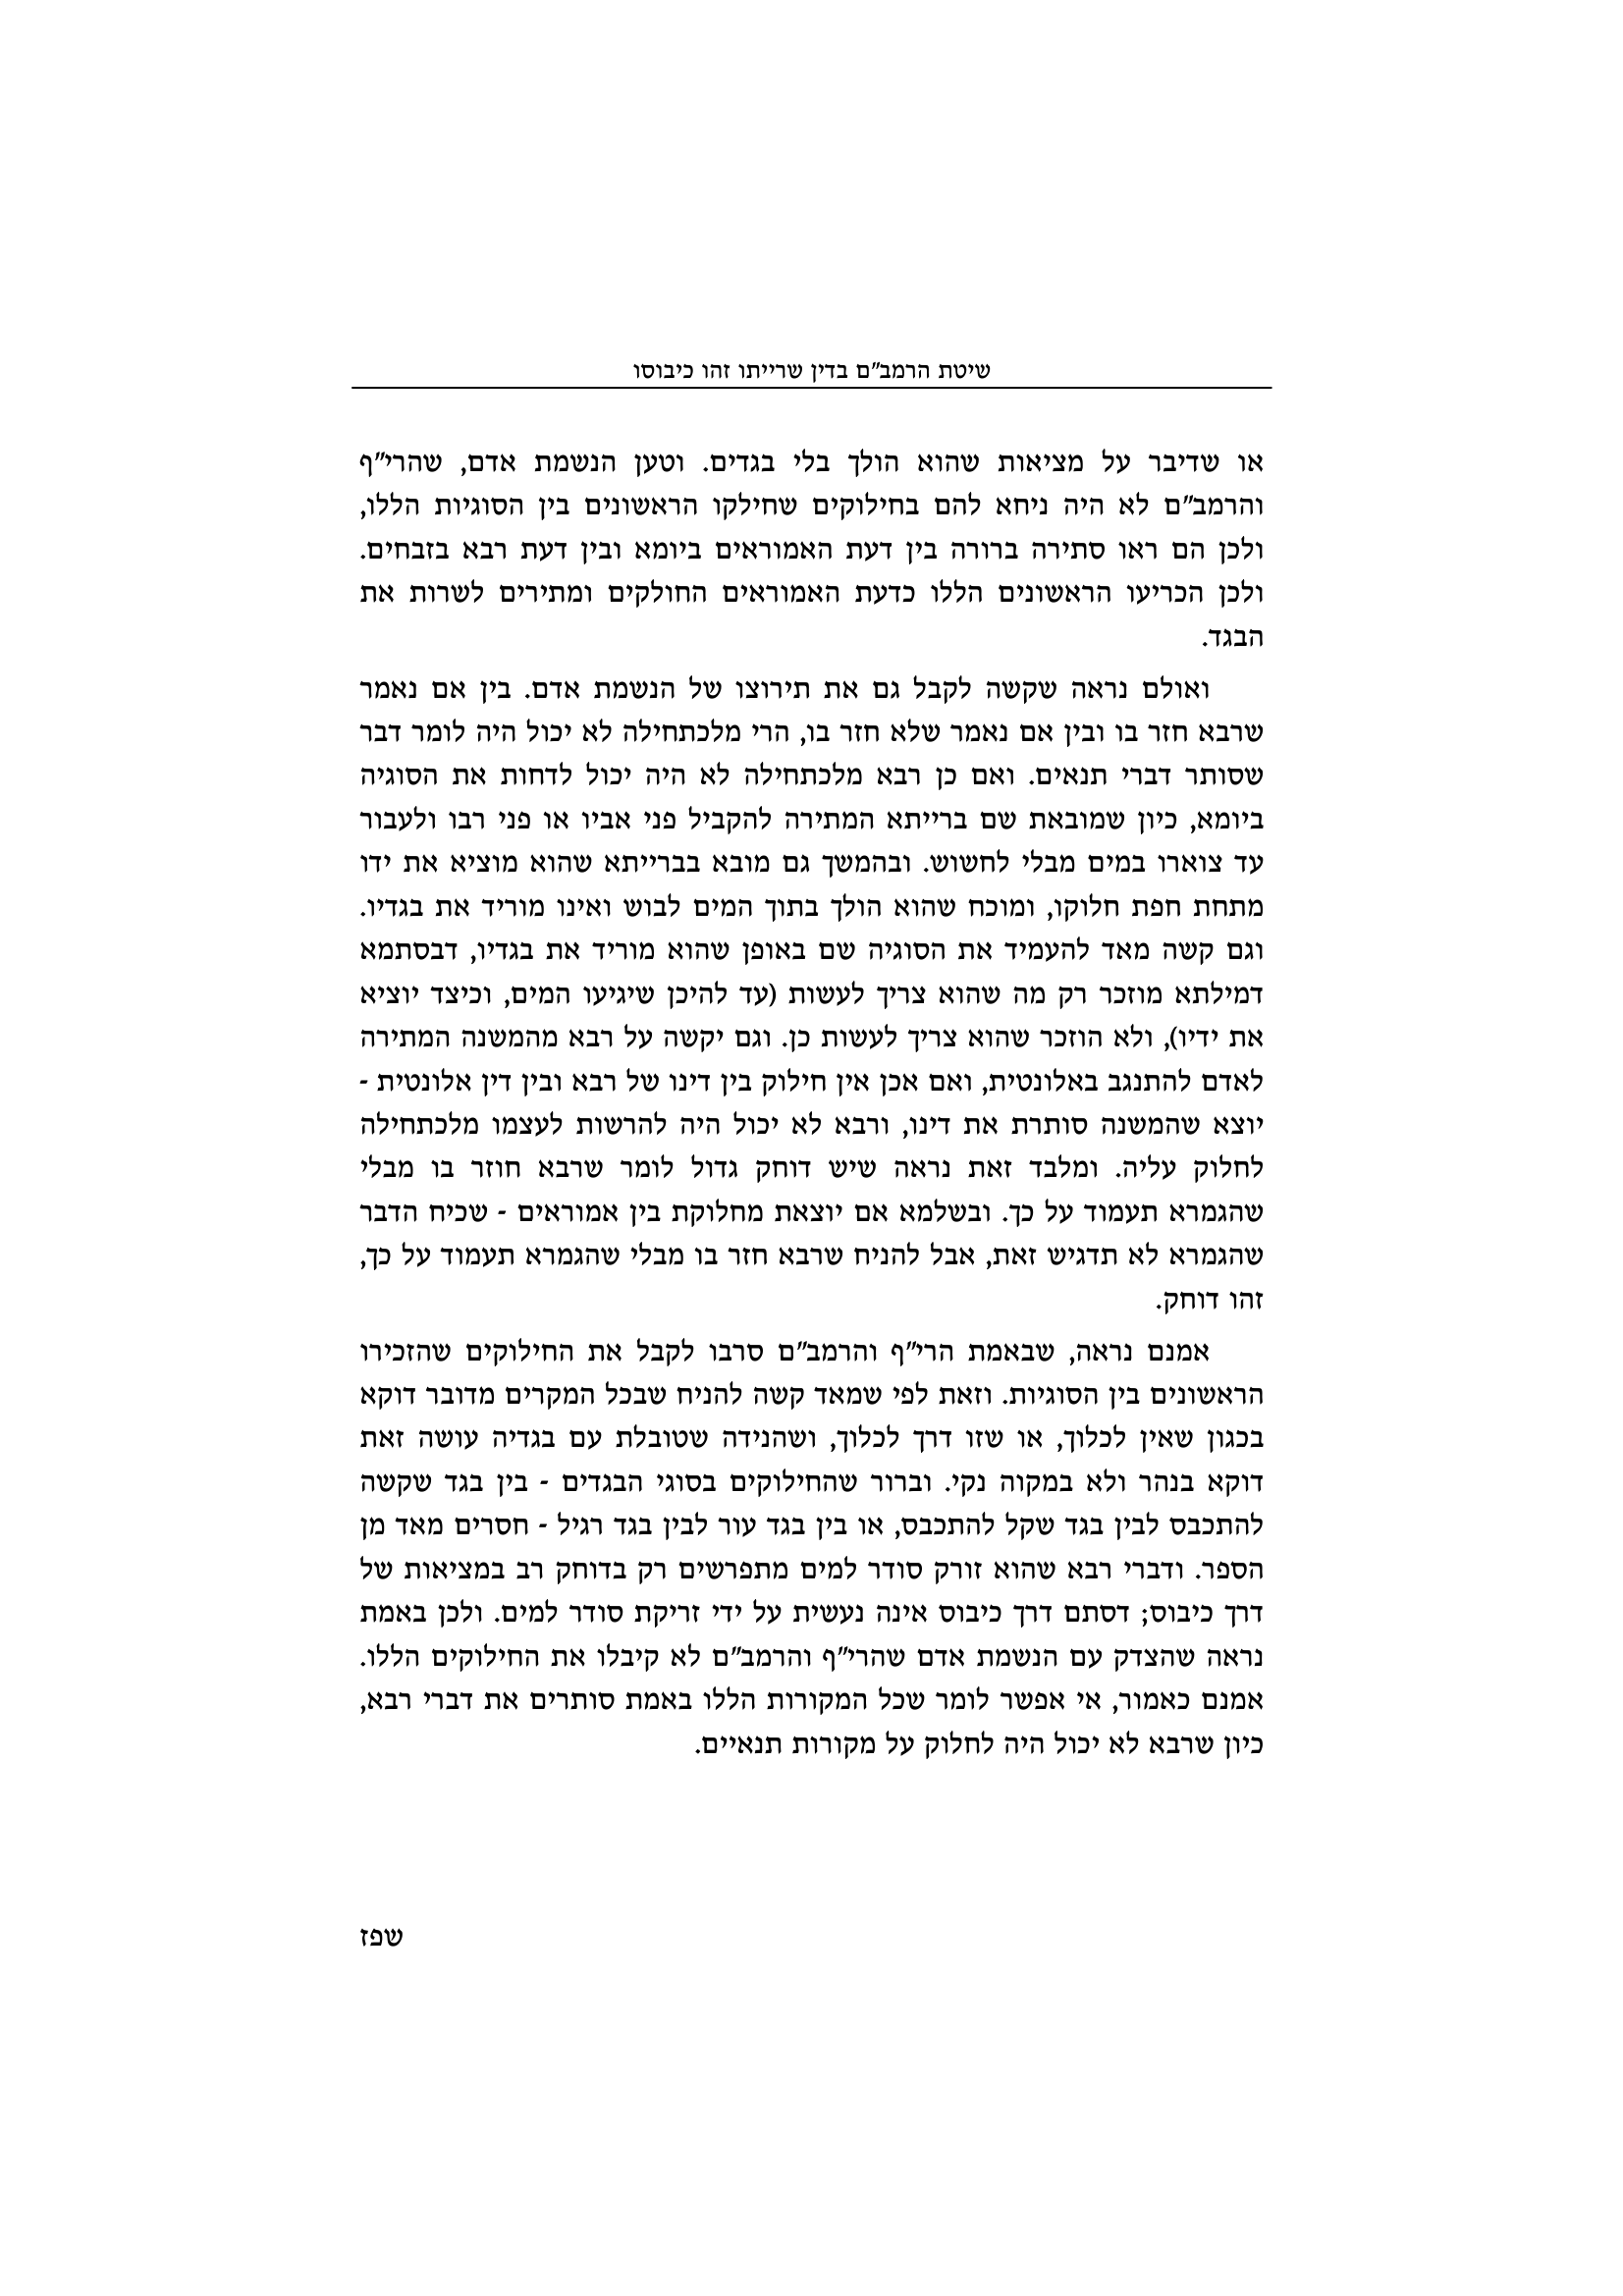 שיטת הרמב"ם בדין שרייתו זהו כיבוסו
או שדיבר על מציאות שהוא הולך בלי בגדים. וטען הנשמת אדם, שהרי"ף
והרמב"ם לא היה ניחא להם בחילוקים שחילקו הראשונים בין הסוגיות הללו,
ולכן הם ראו סתירה ברורה בין דעת האמוראים ביומא ובין דעת רבא בזבחים.
ולכן הכריעו הראשונים הללו כדעת האמוראים החולקים ומתירים לשרות את
הבגד.
ואולם נראה שקשה לקבל גם את תירוצו של הנשמת אדם. בין אם נאמר
שרבא חזר בו ובין אם נאמר שלא חזר בו, הרי מלכתחילה לא יכול היה לומר דבר
שסותר דברי תנאים. ואם כן רבא מלכתחילה לא היה יכול לדחות את הסוגיה
ביומא, כיון שמובאת שם ברייתא המתירה להקביל פני אביו או פני רבו ולעבור
עד צוארו במים מבלי לחשוש. ובהמשך גם מובא בברייתא שהוא מוציא את ידו
מתחת חפת חלוקו, ומוכח שהוא הולך בתוך המים לבוש ואינו מוריד את בגדיו.
וגם קשה מאד להעמיד את הסוגיה שם באופן שהוא מוריד את בגדיו, דבסתמא
דמילתא מוזכר רק מה שהוא צריך לעשות (עד להיכן שיגיעו המים, וכיצד יוציא
את ידיו), ולא הוזכר שהוא צריך לעשות כן. וגם יקשה על רבא מהמשנה המתירה
לאדם להתנגב באלונטית, ואם אכן אין חילוק בין דינו של רבא ובין דין אלונטית -
יוצא שהמשנה סותרת את דינו, ורבא לא יכול היה להרשות לעצמו מלכתחילה
לחלוק עליה. ומלבד זאת נראה שיש דוחק גדול לומר שרבא חוזר בו מבלי
שהגמרא תעמוד על כך. ובשלמא אם יוצאת מחלוקת בין אמוראים - שכיח הדבר
שהגמרא לא תדגיש זאת, אבל להניח שרבא חזר בו מבלי שהגמרא תעמוד על כך,
זהו דוחק.
אמנם נראה, שבאמת הרי"ף והרמב"ם סרבו לקבל את החילוקים שהזכירו
הראשונים בין הסוגיות. וזאת לפי שמאד קשה להניח שבכל המקרים מדובר דוקא
בכגון שאין לכלוך, או שזו דרך לכלוך, ושהנידה שטובלת עם בגדיה עושה זאת
דוקא בנהר ולא במקוה נקי. וברור שהחילוקים בסוגי הבגדים - בין בגד שקשה
להתכבס לבין בגד שקל להתכבס, או בין בגד עור לבין בגד רגיל - חסרים מאד מן
הספר. ודברי רבא שהוא זורק סודר למים מתפרשים רק בדוחק רב במציאות של
דרך כיבוס; דסתם דרך כיבוס אינה נעשית על ידי זריקת סודר למים. ולכן באמת
נראה שהצדק עם הנשמת אדם שהרי"ף והרמב"ם לא קיבלו את החילוקים הללו.
אמנם כאמור, אי אפשר לומר שכל המקורות הללו באמת סותרים את דברי רבא,
כיון שרבא לא יכול היה לחלוק על מקורות תנאיים.
שפז